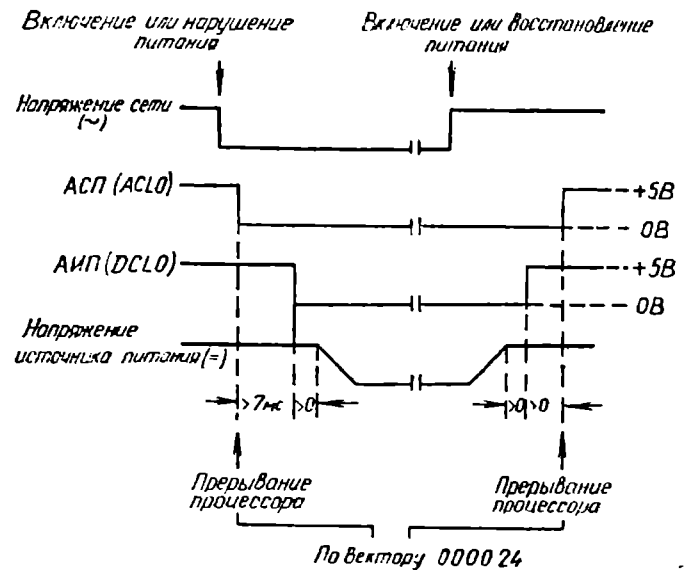 Включение или нарушение
питания
Включение или восстановление
питания
Напряжение сети
(~)
АСП (ACLO)
+5В
0В
АИП (DCLO)
+5В
0В
Напряжение
источника питания (=)
>7мс
>0
>0
>0
Прерывание
процессора
Прерывание
процессора
По вектору 000024